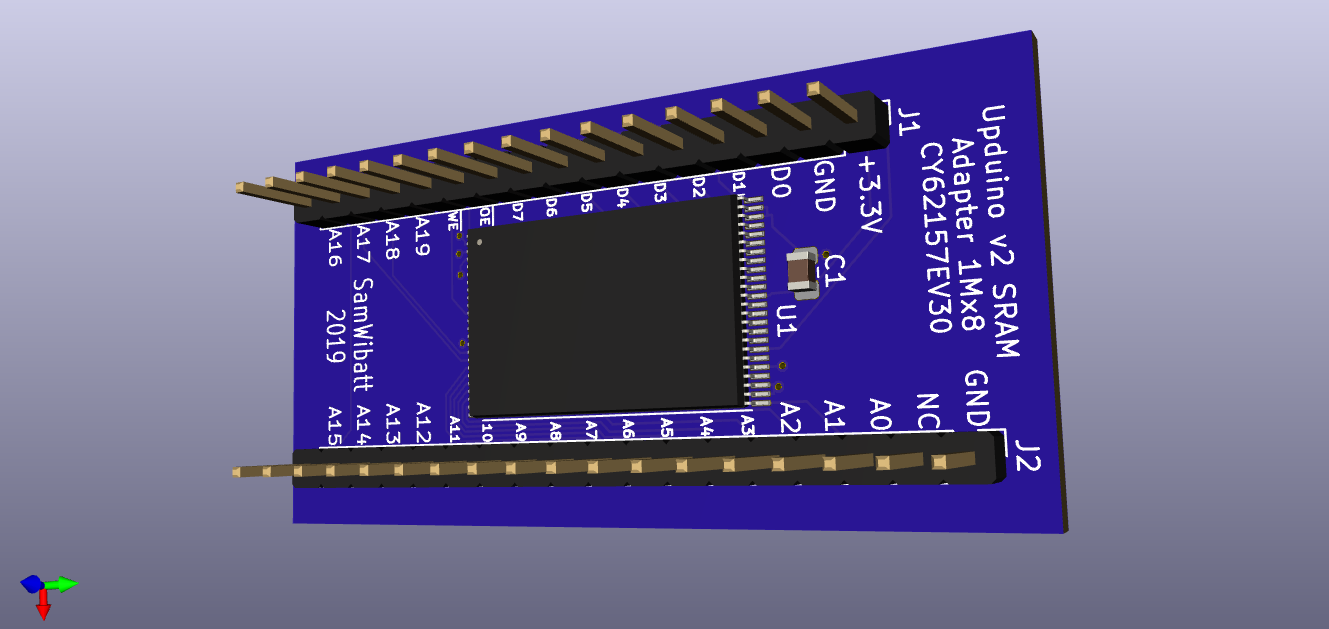 Upduino v2 SRAM
Adapter 1Mx8
CY62157EV30
J1
+3.3V
GND
D0
D1
D2
D3
D4
D5
D6
D7
OE
WE
A19
A18
A17
A16
C1
U1
SamWibatt
2019
J2
GND
NC
A0
A1
A2
A3
A4
A5
A6
A7
A8
A9
A11
A12
A13
A14
A15